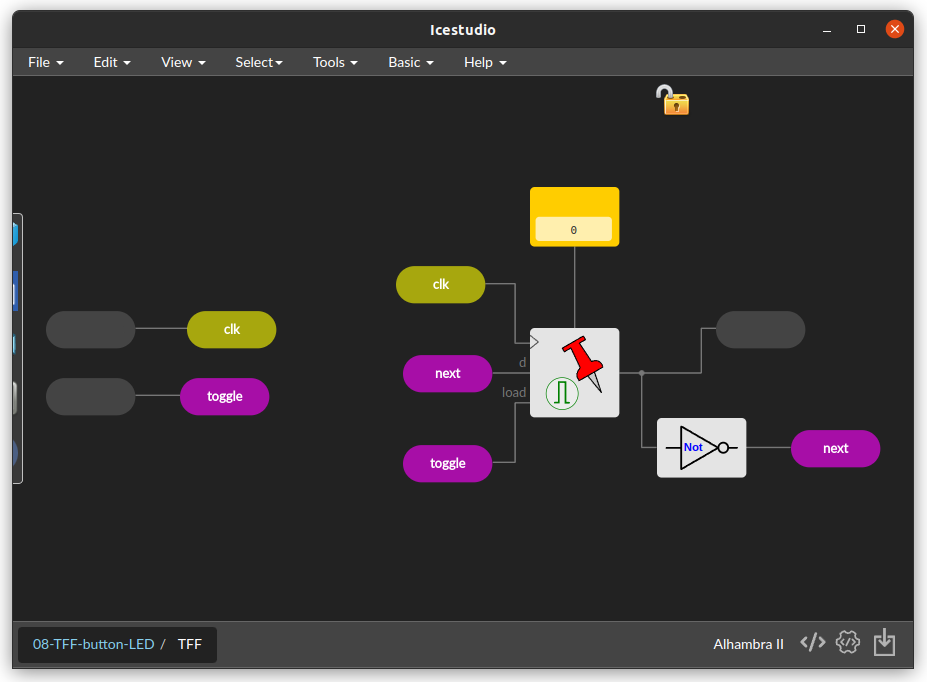 Icestudio
File Edit View Select Tools Basic Help
0
clk
clk
d
next
load
toggle
toggle
Not
next
08-TFF-button-LED / TFF
Alhambra II